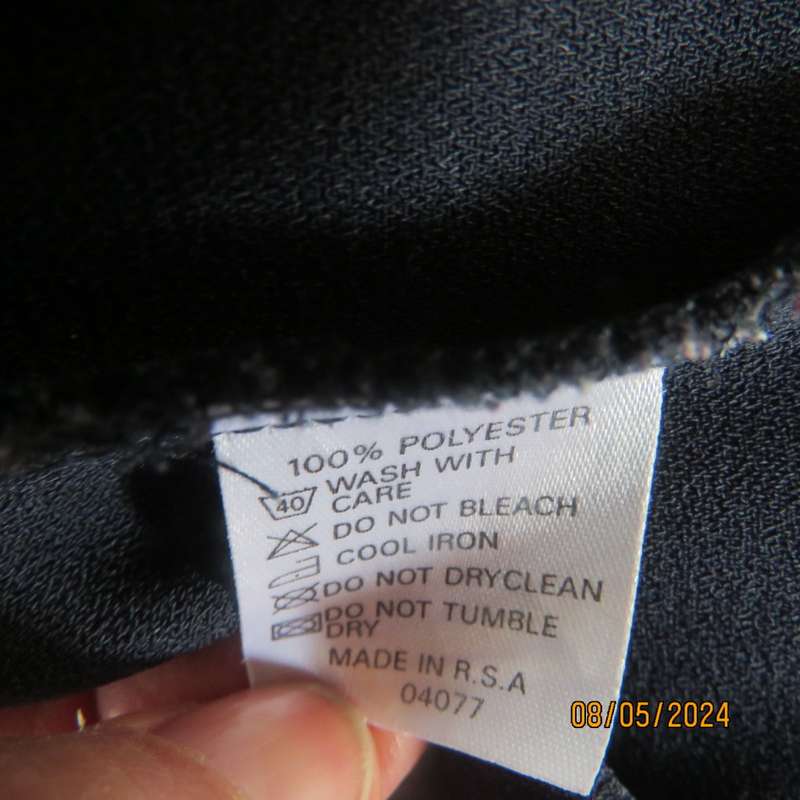 100% POLYESTER
40 WASH WITH
CARE
DO NOT BLEACH
COOL IRON
DO NOT DRYCLEAN
DO NOT TUMBLE
DRY
MADE IN R.S.A
04077
08/05/2024